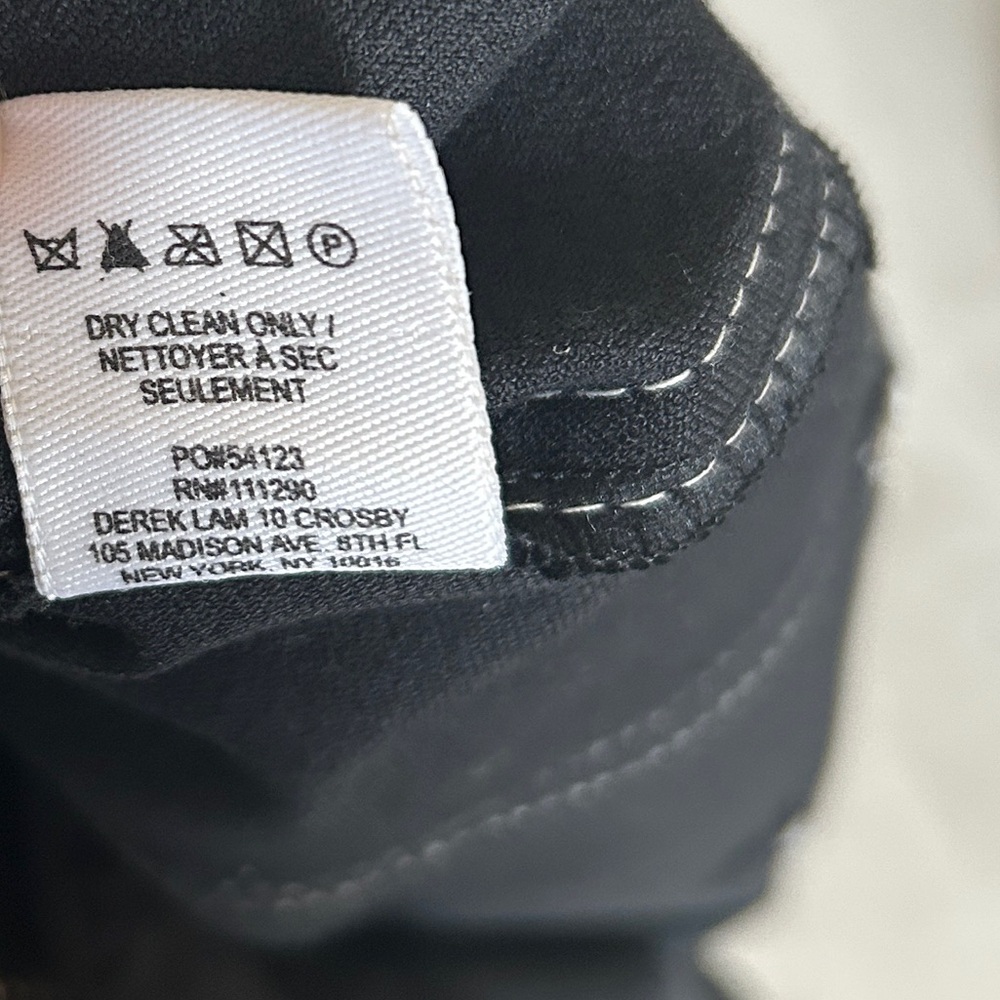 P
DRY CLEAN ONLY /
NETTOYER À SEC
SEULEMENT
PO#54123
RN#111290
DEREK LAM 10 CROSBY
105 MADISON AVE. 8TH FL
NEW YORK, NY 10016